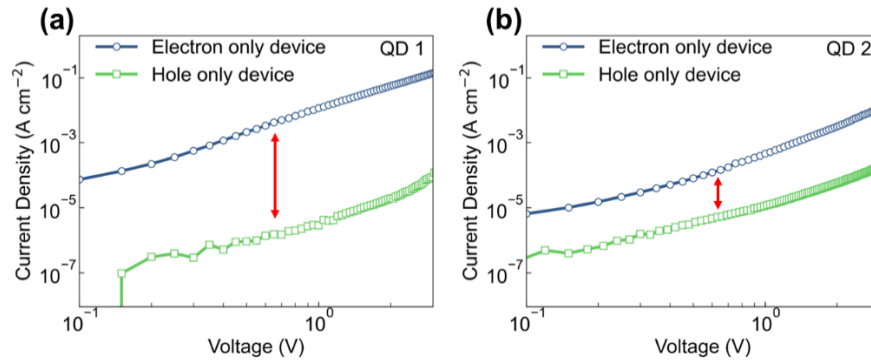 (a)
Electron only device
Hole only device
QD 1
Current Density (A cm⁻²)
10⁻¹
10⁻³
10⁻⁵
10⁻⁷
10⁻¹
10⁰
Voltage (V)
(b)
Electron only device
Hole only device
QD 2
Current Density (A cm⁻²)
10⁻¹
10⁻³
10⁻⁵
10⁻⁷
10⁻¹
10⁰
Voltage (V)